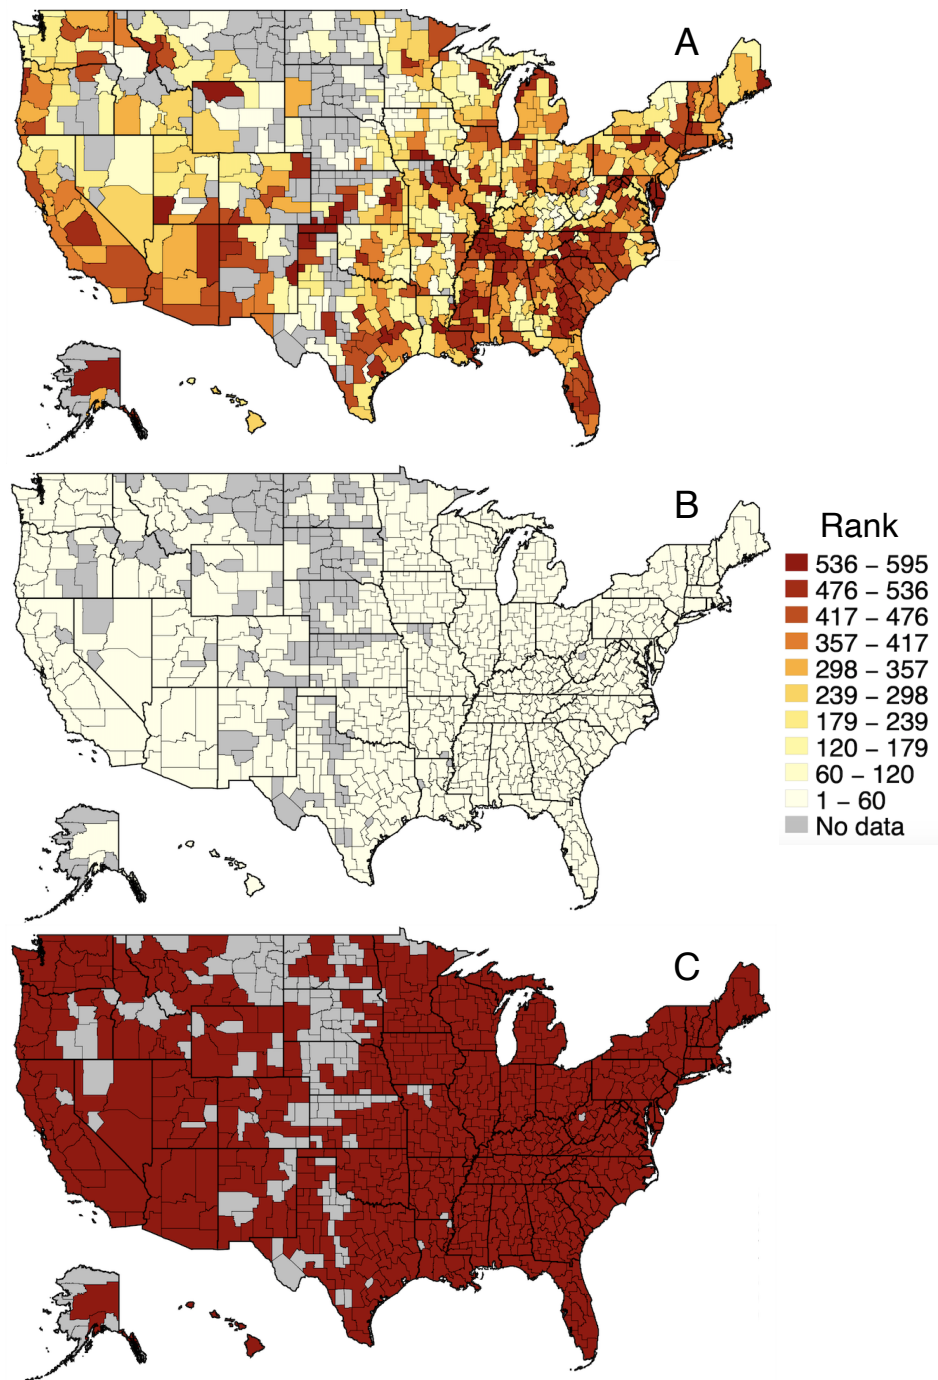 A
B
Rank
536 – 595
476 – 536
417 – 476
357 – 417
298 – 357
239 – 298
179 – 239
120 – 179
60 – 120
1 – 60
No data
C